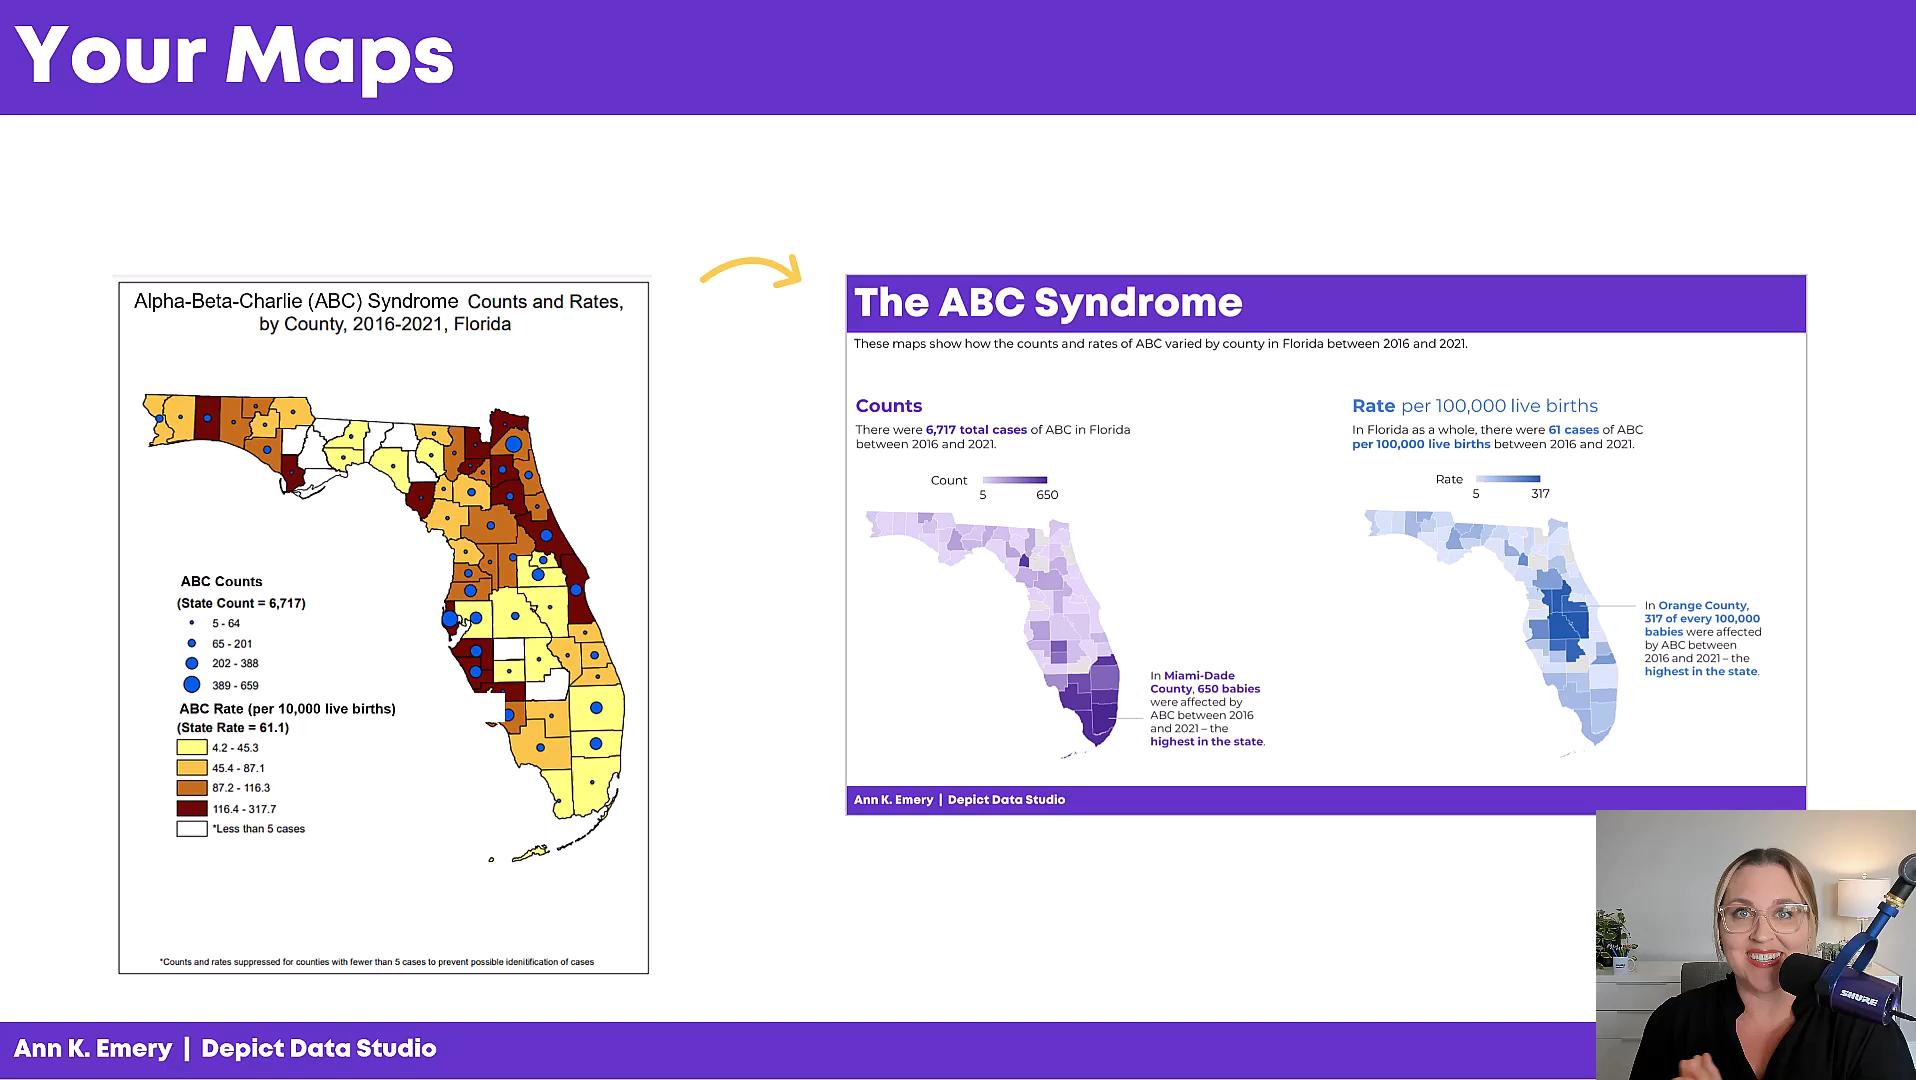 Your Maps
Alpha-Beta-Charlie (ABC) Syndrome Counts and Rates,
by County, 2016-2021, Florida
ABC Counts
(State Count = 6,717)
5 - 64
65 - 201
202 - 388
389 - 659
ABC Rate (per 10,000 live births)
(State Rate = 61.1)
4.2 - 45.3
45.4 - 87.1
87.2 - 116.3
116.4 - 317.7
*Less than 5 cases
*Counts and rates suppressed for counties with fewer than 5 cases to prevent possible idenitification of cases
The ABC Syndrome
These maps show how the counts and rates of ABC varied by county in Florida between 2016 and 2021.
Counts
There were 6,717 total cases of ABC in Florida
between 2016 and 2021.
Count
5 650
In Miami-Dade
County, 650 babies
were affected by
ABC between 2016
and 2021 – the
highest in the state.
Rate per 100,000 live births
In Florida as a whole, there were 61 cases of ABC
per 100,000 live births between 2016 and 2021.
Rate
5 317
In Orange County,
317 of every 100,000
babies were affected
by ABC between
2016 and 2021 – the
highest in the state.
Ann K. Emery | Depict Data Studio
SHURE
Ann K. Emery | Depict Data Studio